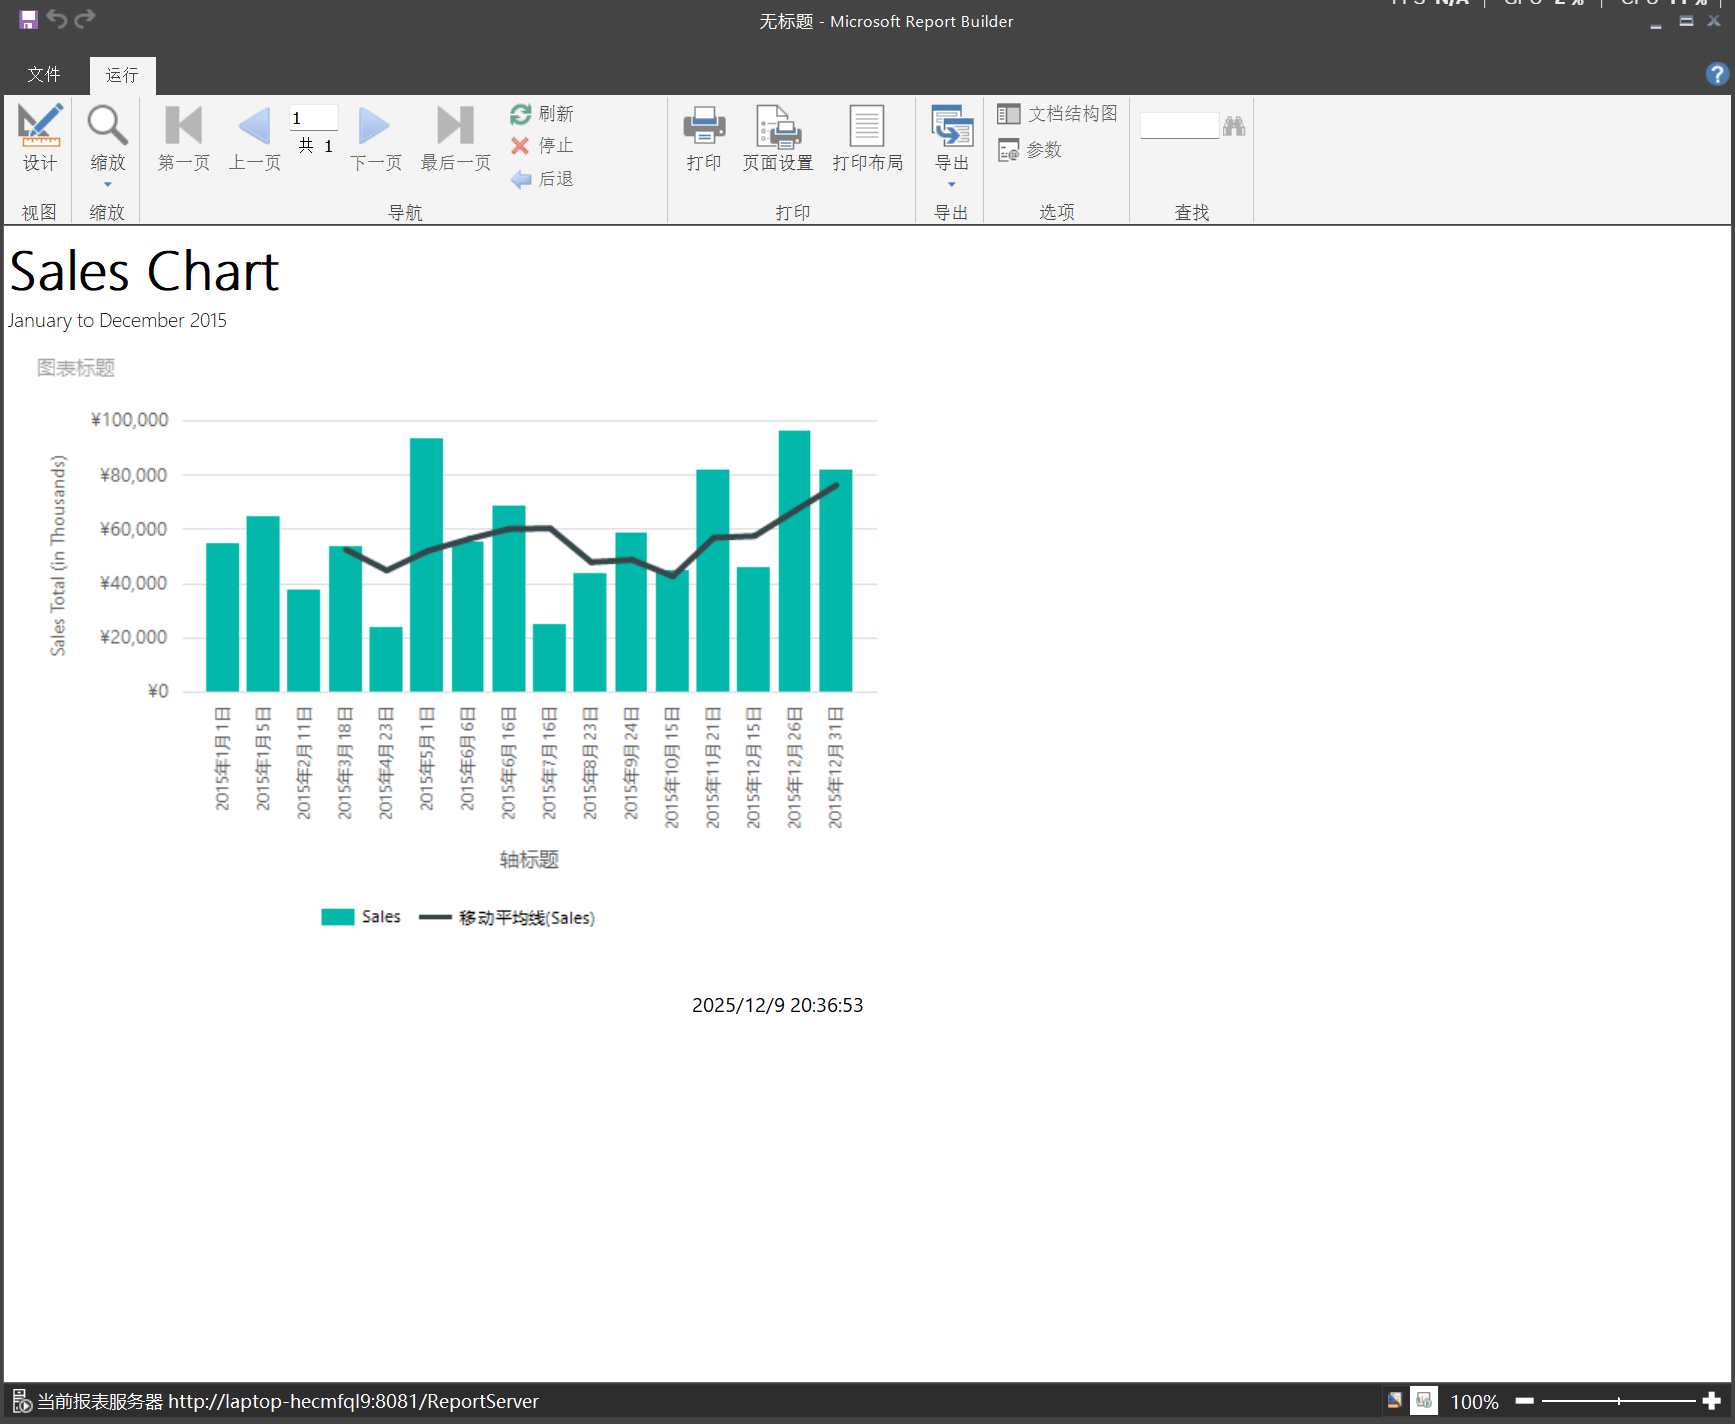 无标题 - Microsoft Report Builder
文件
运行
设计
缩放
第一页
上一页
1
共 1
下一页
最后一页
刷新
停止
后退
打印
页面设置
打印布局
导出
文档结构图
参数
视图
缩放
导航
打印
导出
选项
查找
Sales Chart
January to December 2015
图表标题
Sales Total (in Thousands)
¥100,000
¥80,000
¥60,000
¥40,000
¥20,000
¥0
2015年1月1日
2015年1月5日
2015年2月11日
2015年3月18日
2015年4月23日
2015年5月1日
2015年6月6日
2015年6月16日
2015年7月16日
2015年8月23日
2015年9月24日
2015年10月15日
2015年11月21日
2015年12月15日
2015年12月26日
2015年12月31日
轴标题
Sales
移动平均线(Sales)
2025/12/9 20:36:53
当前报表服务器 http://laptop-hecmfql9:8081/ReportServer
100%